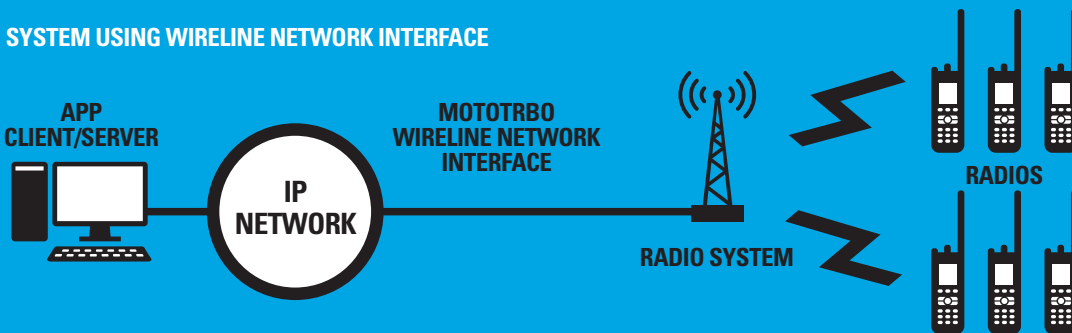 SYSTEM USING WIRELINE NETWORK INTERFACE
APP
CLIENT/SERVER
IP
NETWORK
MOTOTRBO
WIRELINE NETWORK
INTERFACE
RADIO SYSTEM
RADIOS